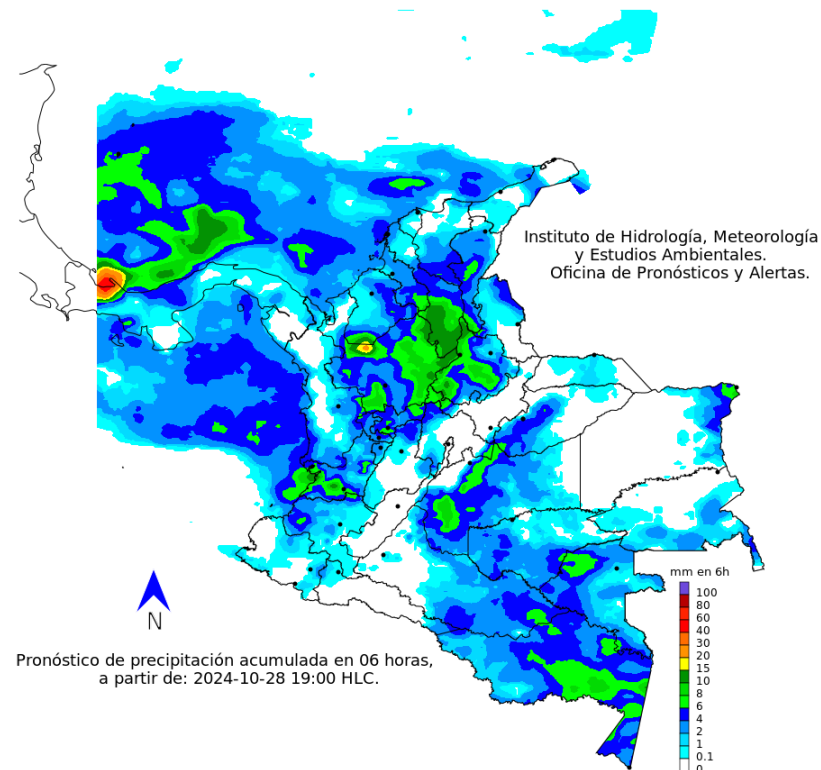 Instituto de Hidrología, Meteorología
y Estudios Ambientales.
Oficina de Pronósticos y Alertas.
N
mm en 6h
100
80
60
40
30
20
15
10
8
6
4
2
1
0.1
0
Pronóstico de precipitación acumulada en 06 horas,
a partir de: 2024-10-28 19:00 HLC.